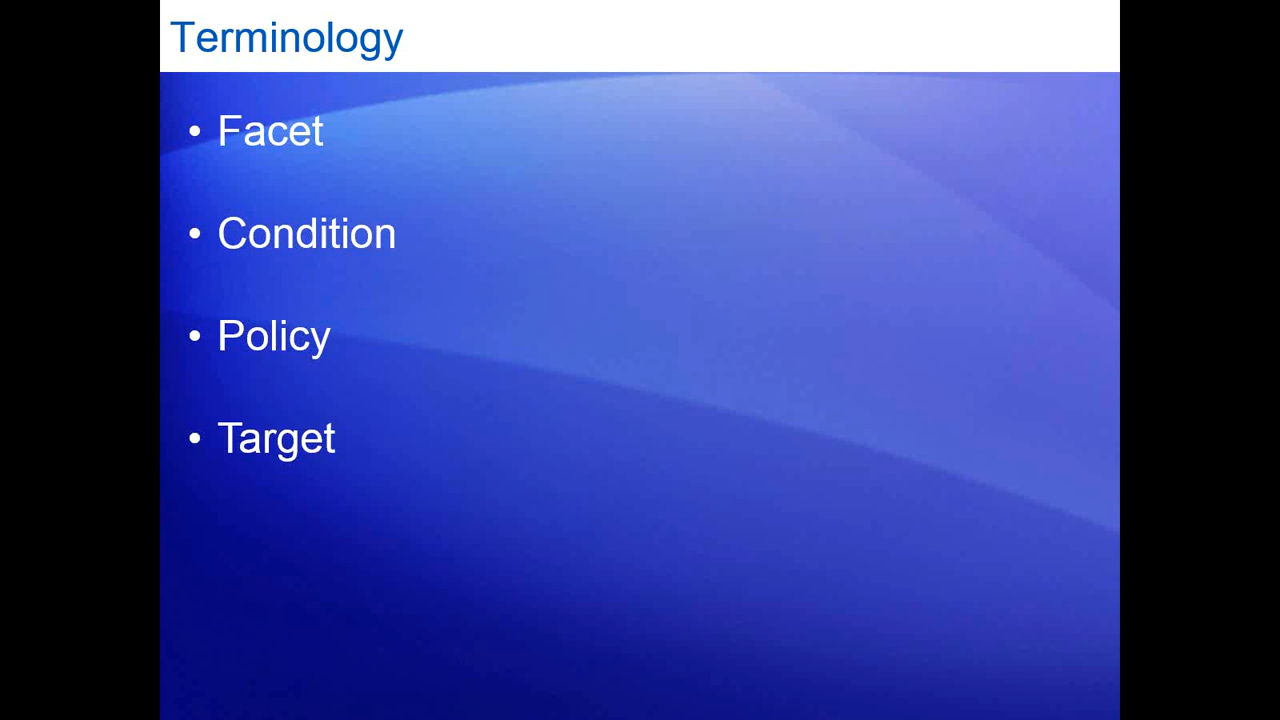 Terminology
• Facet
• Condition
• Policy
• Target